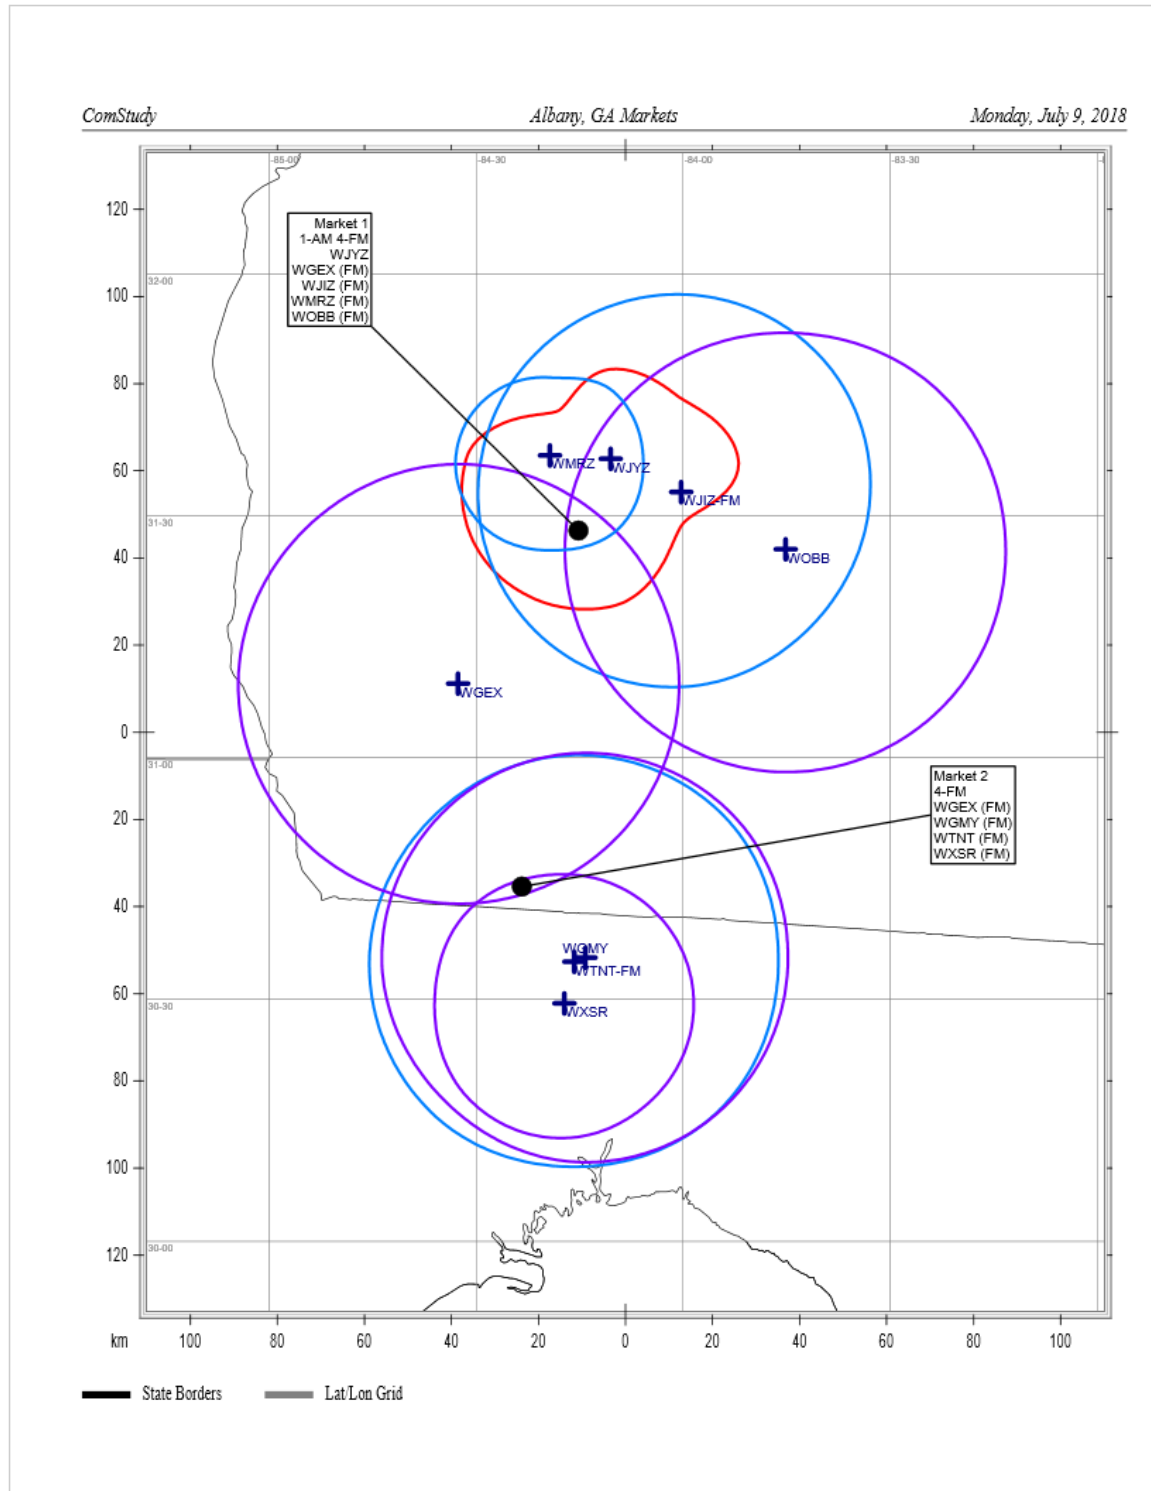 ComStudy Albany, GA Markets Monday, July 9, 2018
-85-00 -84-30 -84-00 -83-30
120
Market 1
1-AM 4-FM
WJYZ
WGEX (FM)
WJIZ (FM)
WMRZ (FM)
WOBB (FM)
32-00
100
80
60
WMRZ WJYZ
WJIZ-FM
31-30
40
WOBB
20
WGEX
0
31-00
Market 2
4-FM
WGEX (FM)
WGMY (FM)
WTNT (FM)
WXSR (FM)
20
40
WGMY
WTNT-FM
60
30-30
WXSR
80
100
30-00
120
km 100 80 60 40 20 0 20 40 60 80 100
State Borders Lat/Lon Grid